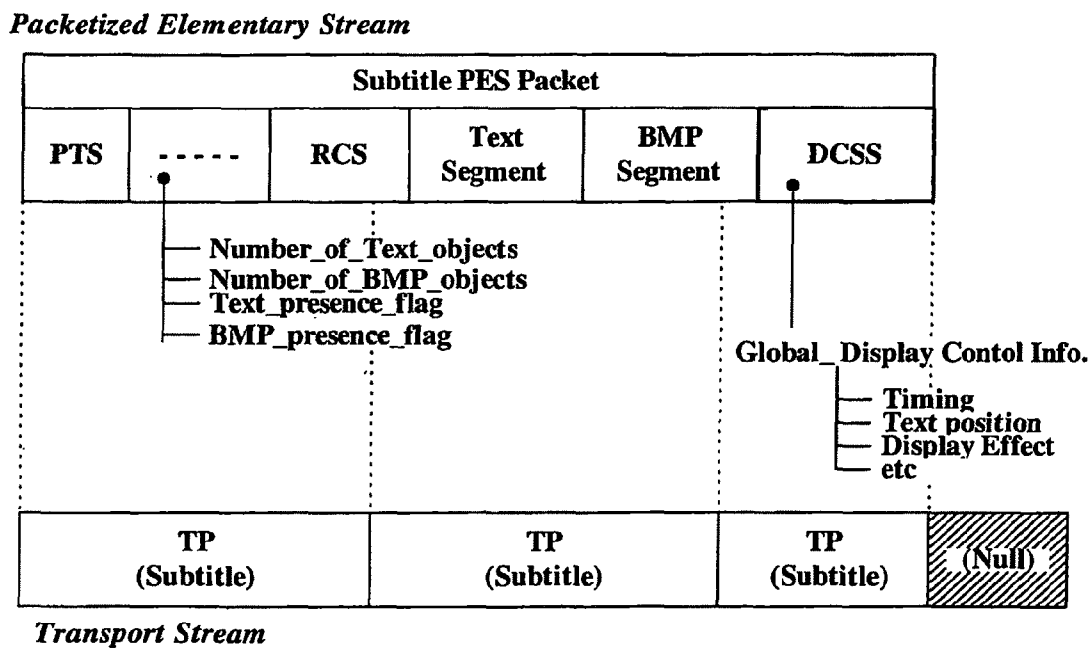 Packetized Elementary Stream
Subtitle PES Packet
PTS
-----
RCS
Text
Segment
BMP
Segment
DCSS
Number_of_Text_objects
Number_of_BMP_objects
Text_presence_flag
BMP_presence_flag
Global_ Display Contol Info.
Timing
Text position
Display Effect
etc
TP
(Subtitle)
TP
(Subtitle)
TP
(Subtitle)
(Null)
Transport Stream